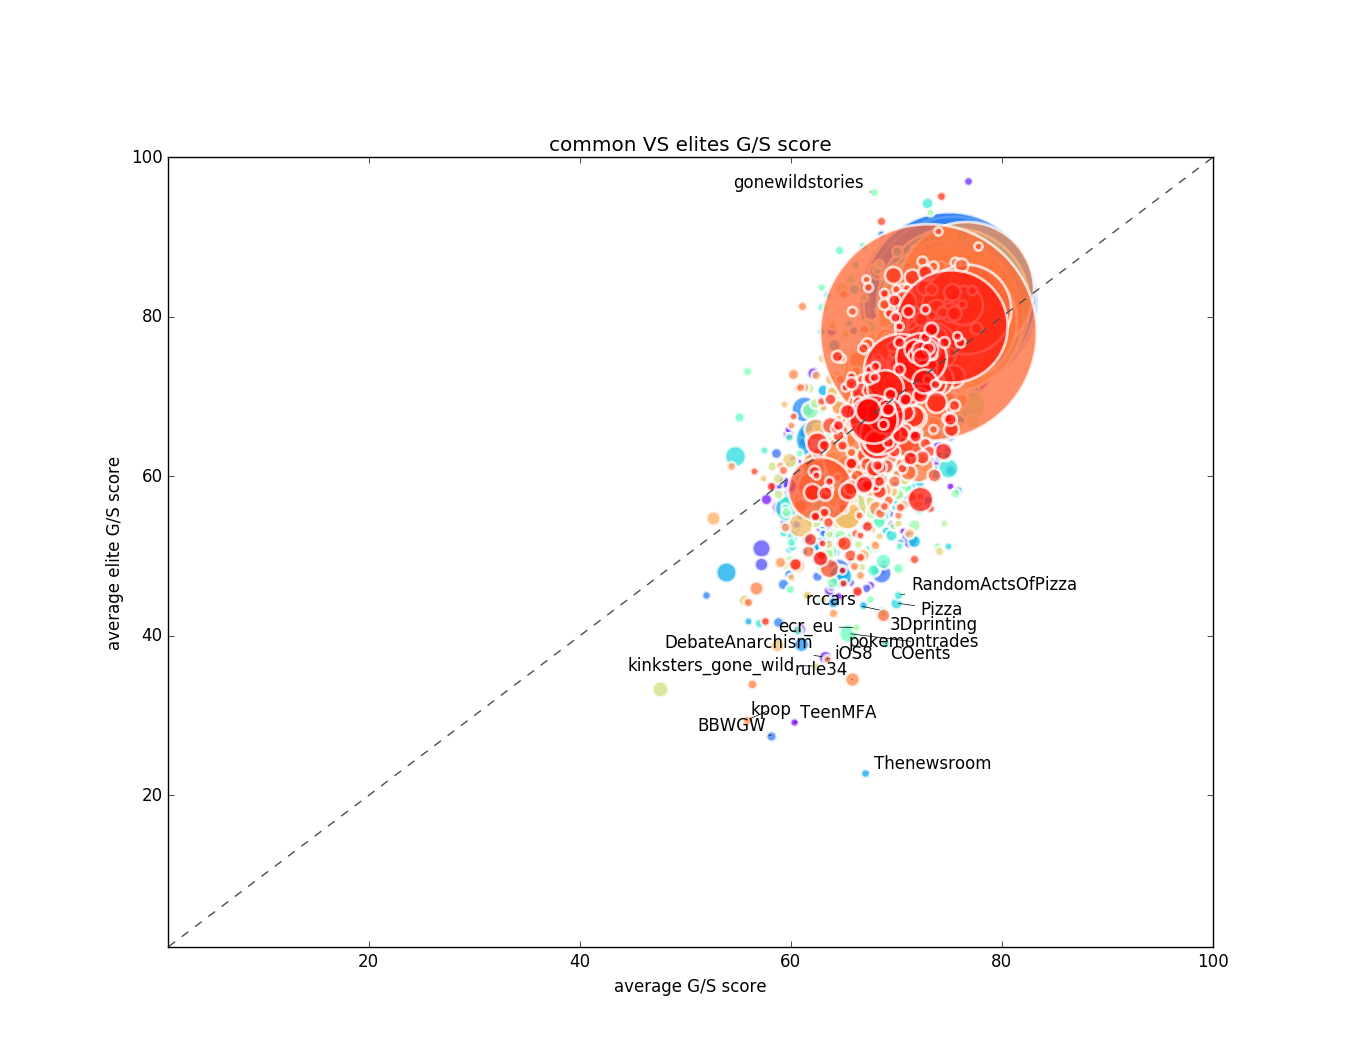 common VS elites G/S score
100
gonewildstories
80
60
average elite G/S score
RandomActsOfPizza
rccars
Pizza
3Dprinting
ecr_eu
40
DebateAnarchism
pokemontrades
iOS8
COents
kinksters_gone_wild
rule34
kpop
TeenMFA
BBWGW
Thenewsroom
20
20
40
60
80
100
average G/S score